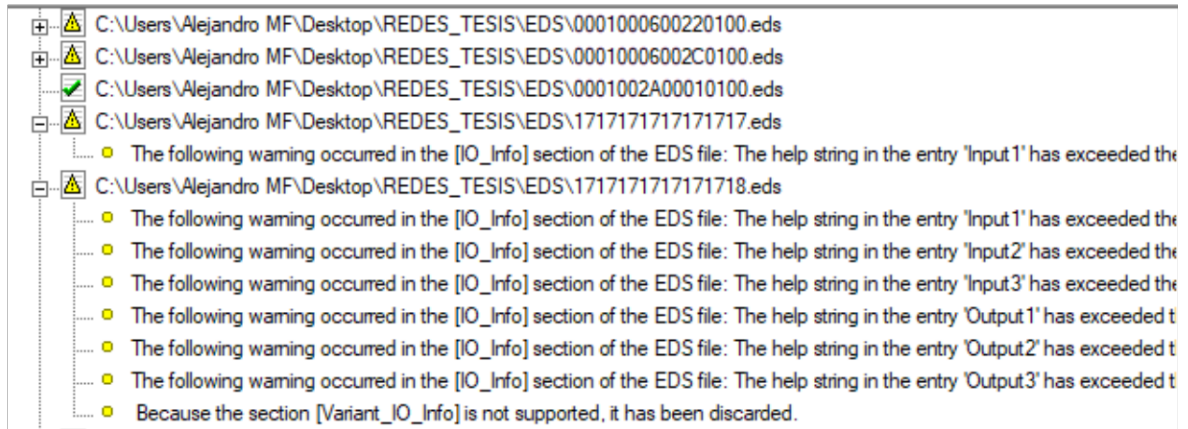 C:\Users\Alejandro MF\Desktop\REDES_TESIS\EDS\0001000600220100.eds
C:\Users\Alejandro MF\Desktop\REDES_TESIS\EDS\00010006002C0100.eds
C:\Users\Alejandro MF\Desktop\REDES_TESIS\EDS\0001002A00010100.eds
C:\Users\Alejandro MF\Desktop\REDES_TESIS\EDS\1717171717171717.eds
The following warning occurred in the [IO_Info] section of the EDS file: The help string in the entry 'Input1' has exceeded the
C:\Users\Alejandro MF\Desktop\REDES_TESIS\EDS\1717171717171718.eds
The following warning occurred in the [IO_Info] section of the EDS file: The help string in the entry 'Input1' has exceeded the
The following warning occurred in the [IO_Info] section of the EDS file: The help string in the entry 'Input2' has exceeded the
The following warning occurred in the [IO_Info] section of the EDS file: The help string in the entry 'Input3' has exceeded the
The following warning occurred in the [IO_Info] section of the EDS file: The help string in the entry 'Output1' has exceeded t
The following warning occurred in the [IO_Info] section of the EDS file: The help string in the entry 'Output2' has exceeded t
The following warning occurred in the [IO_Info] section of the EDS file: The help string in the entry 'Output3' has exceeded t
Because the section [Variant_IO_Info] is not supported, it has been discarded.